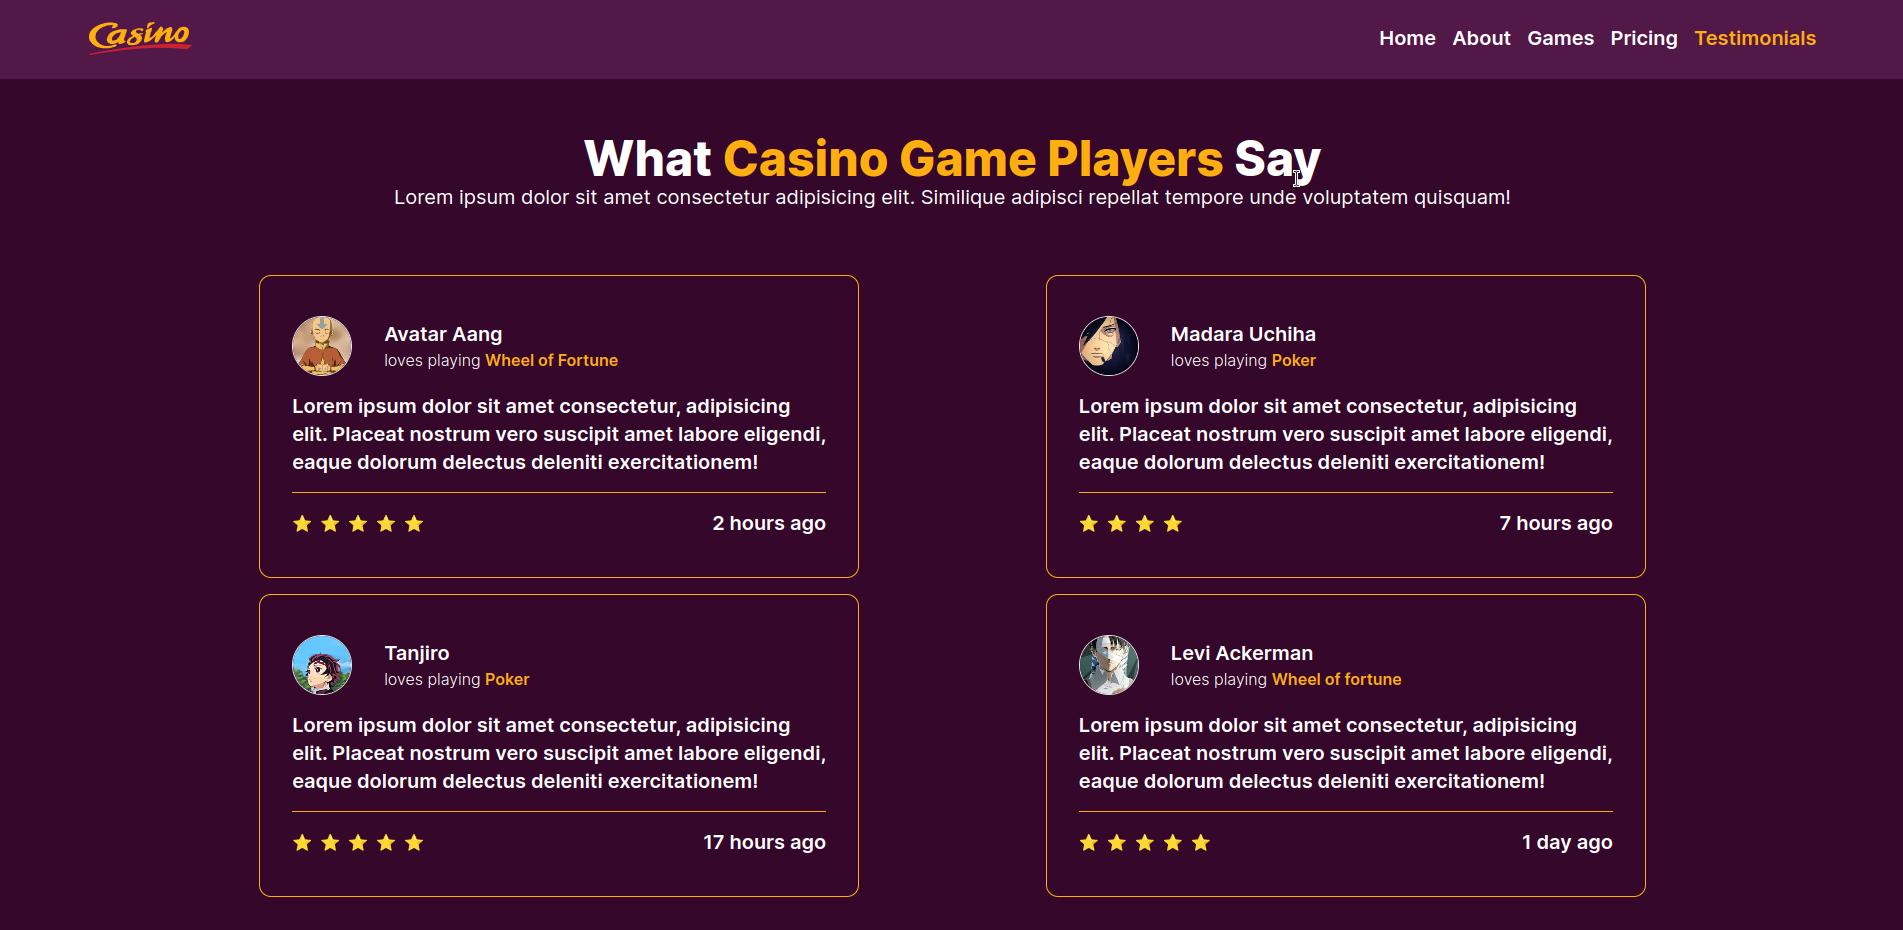 Casino
Home About Games Pricing Testimonials
What Casino Game Players Say
Lorem ipsum dolor sit amet consectetur adipisicing elit. Similique adipisci repellat tempore unde voluptatem quisquam!
Avatar Aang
loves playing Wheel of Fortune
Lorem ipsum dolor sit amet consectetur, adipisicing
elit. Placeat nostrum vero suscipit amet labore eligendi,
eaque dolorum delectus deleniti exercitationem!
2 hours ago
Madara Uchiha
loves playing Poker
Lorem ipsum dolor sit amet consectetur, adipisicing
elit. Placeat nostrum vero suscipit amet labore eligendi,
eaque dolorum delectus deleniti exercitationem!
7 hours ago
Tanjiro
loves playing Poker
Lorem ipsum dolor sit amet consectetur, adipisicing
elit. Placeat nostrum vero suscipit amet labore eligendi,
eaque dolorum delectus deleniti exercitationem!
17 hours ago
Levi Ackerman
loves playing Wheel of fortune
Lorem ipsum dolor sit amet consectetur, adipisicing
elit. Placeat nostrum vero suscipit amet labore eligendi,
eaque dolorum delectus deleniti exercitationem!
1 day ago